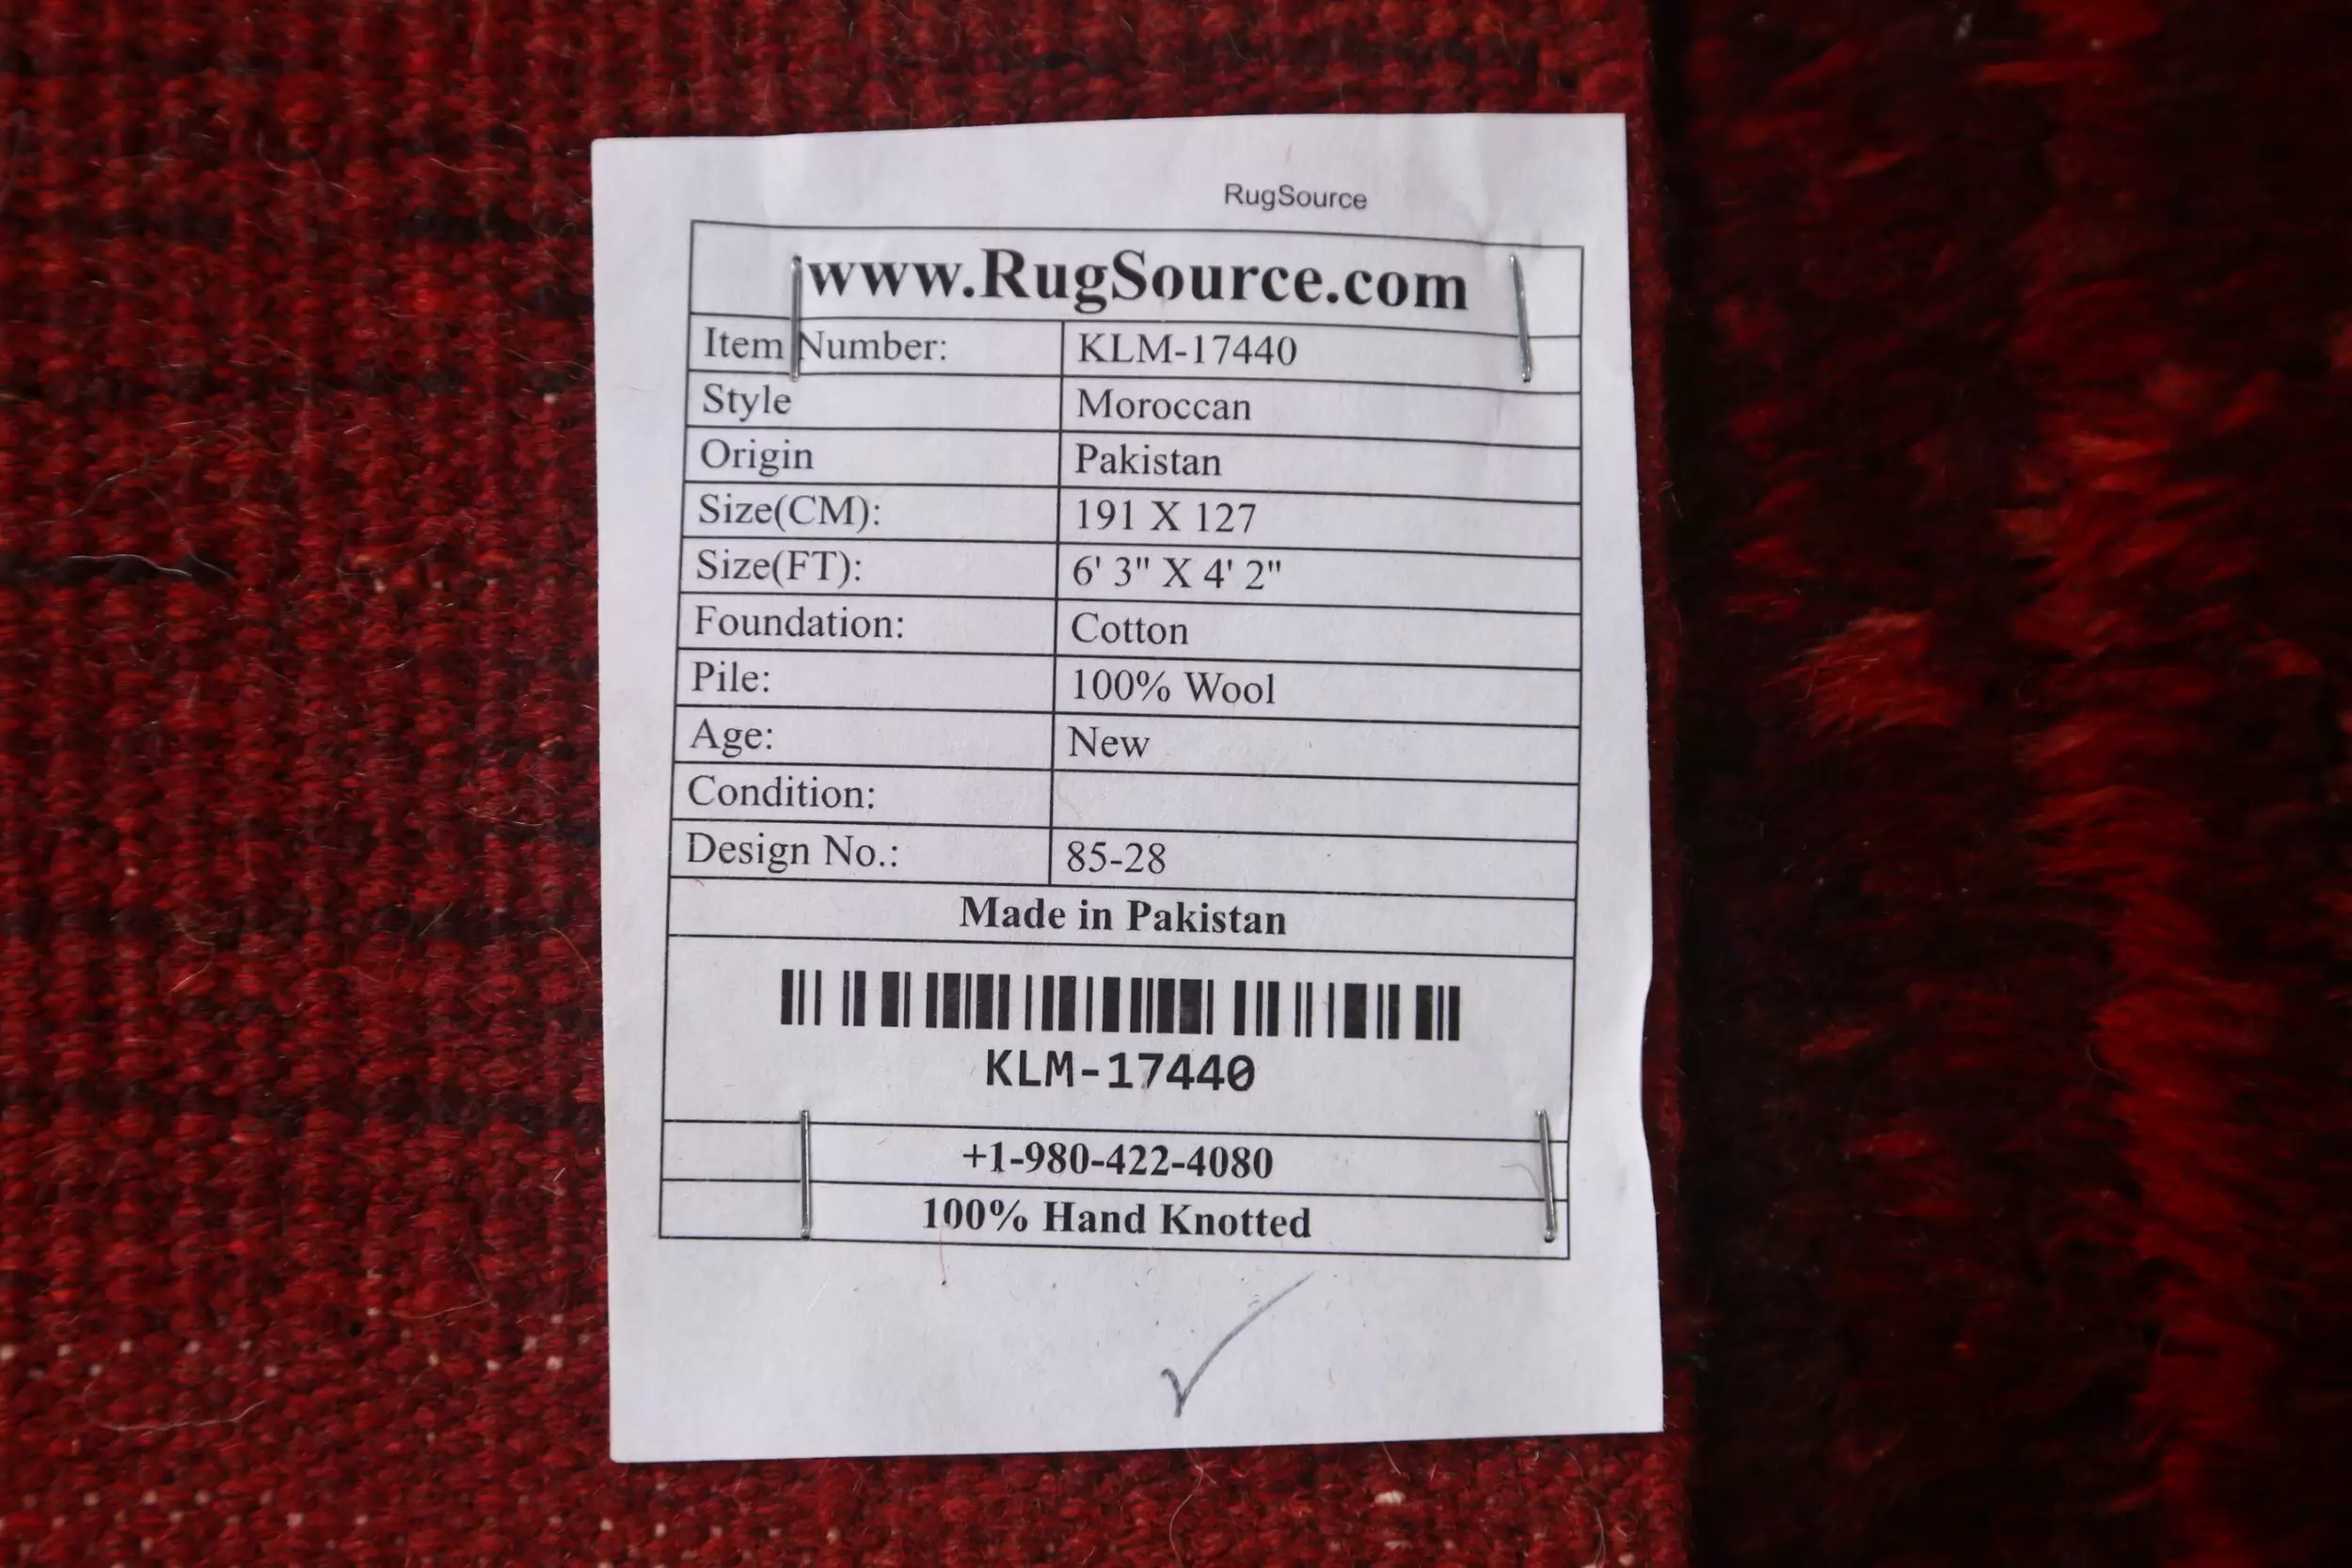 RugSource
www.RugSource.com
Item Number: KLM-17440
Style Moroccan
Origin Pakistan
Size(CM): 191 X 127
Size(FT): 6' 3" X 4' 2"
Foundation: Cotton
Pile: 100% Wool
Age: New
Condition:
Design No.: 85-28
Made in Pakistan
KLM-17440
+1-980-422-4080
100% Hand Knotted